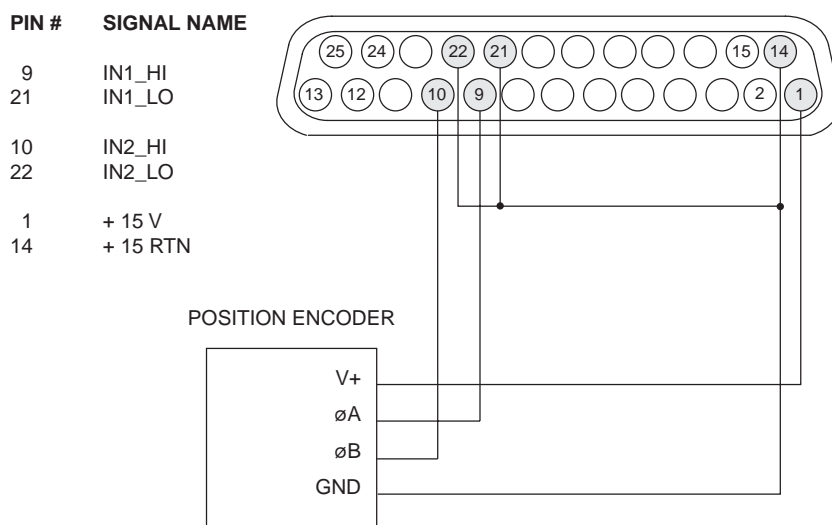 PIN # SIGNAL NAME
9 IN1_HI
21 IN1_LO
10 IN2_HI
22 IN2_LO
1 + 15 V
14 + 15 RTN
25 24 22 21 15 14
13 12 10 9 2 1
POSITION ENCODER
V+
øA
øB
GND